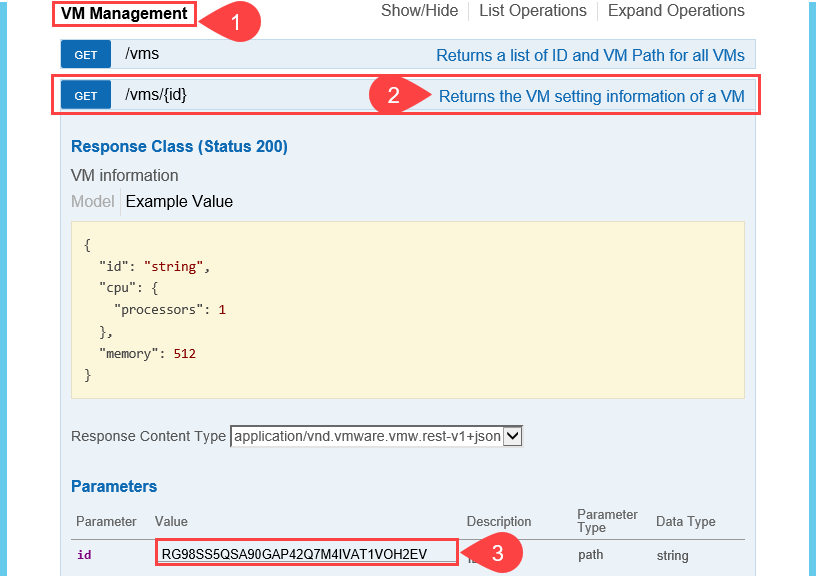 VM Management 1 Show/Hide List Operations Expand Operations
GET /vms Returns a list of ID and VM Path for all VMs
GET /vms/{id} 2 Returns the VM setting information of a VM
Response Class (Status 200)
VM information
Model Example Value
{
"id": "string",
"cpu": {
"processors": 1
},
"memory": 512
}
Response Content Type application/vnd.vmware.vmw.rest-v1+json
Parameters
Parameter Value Description Parameter Type Data Type
id RG98SS5QSA90GAP42Q7M4IVAT1VOH2EV 3 path string